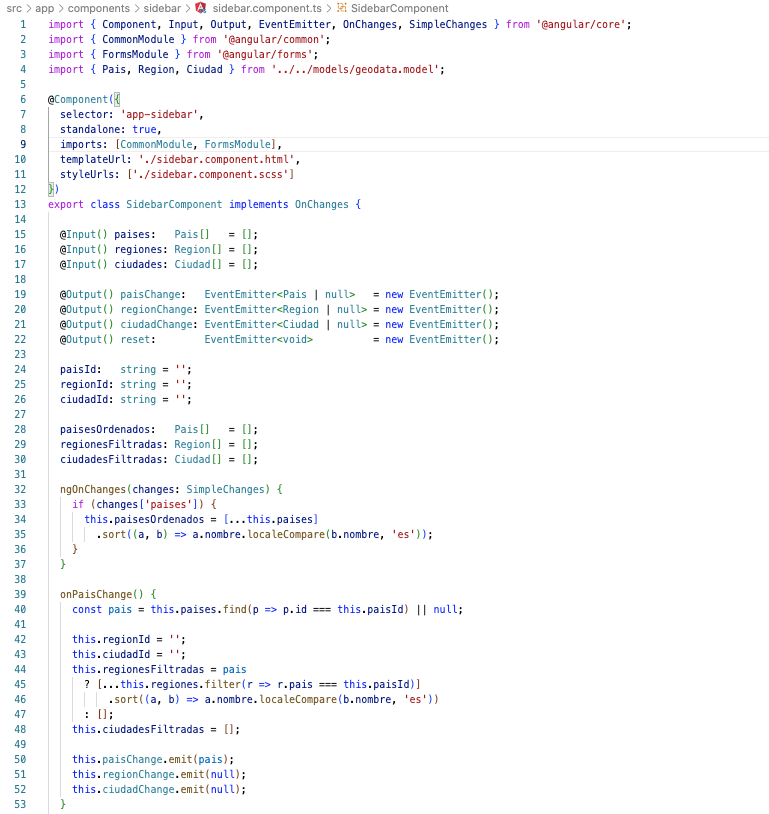 src > app > components > sidebar > sidebar.component.ts > SidebarComponent
1 import { Component, Input, Output, EventEmitter, OnChanges, SimpleChanges } from '@angular/core';
2 import { CommonModule } from '@angular/common';
3 import { FormsModule } from '@angular/forms';
4 import { Pais, Region, Ciudad } from '../../models/geodata.model';
5
6 @Component({
7   selector: 'app-sidebar',
8   standalone: true,
9   imports: [CommonModule, FormsModule],
10   templateUrl: './sidebar.component.html',
11   styleUrls: ['./sidebar.component.scss']
12 })
13 export class SidebarComponent implements OnChanges {
14
15   @Input() paises:   Pais[]   = [];
16   @Input() regiones: Region[] = [];
17   @Input() ciudades: Ciudad[] = [];
18
19   @Output() paisChange:   EventEmitter<Pais | null>   = new EventEmitter();
20   @Output() regionChange: EventEmitter<Region | null> = new EventEmitter();
21   @Output() ciudadChange: EventEmitter<Ciudad | null> = new EventEmitter();
22   @Output() reset:        EventEmitter<void>          = new EventEmitter();
23
24   paisId:   string = '';
25   regionId: string = '';
26   ciudadId: string = '';
27
28   paisesOrdenados:   Pais[]   = [];
29   regionesFiltradas: Region[] = [];
30   ciudadesFiltradas: Ciudad[] = [];
31
32   ngOnChanges(changes: SimpleChanges) {
33     if (changes['paises']) {
34       this.paisesOrdenados = [...this.paises]
35         .sort((a, b) => a.nombre.localeCompare(b.nombre, 'es'));
36     }
37   }
38
39   onPaisChange() {
40     const pais = this.paises.find(p => p.id === this.paisId) || null;
41
42     this.regionId = '';
43     this.ciudadId = '';
44     this.regionesFiltradas = pais
45       ? [...this.regiones.filter(r => r.pais === this.paisId)]
46           .sort((a, b) => a.nombre.localeCompare(b.nombre, 'es'))
47       : [];
48     this.ciudadesFiltradas = [];
49
50     this.paisChange.emit(pais);
51     this.regionChange.emit(null);
52     this.ciudadChange.emit(null);
53   }